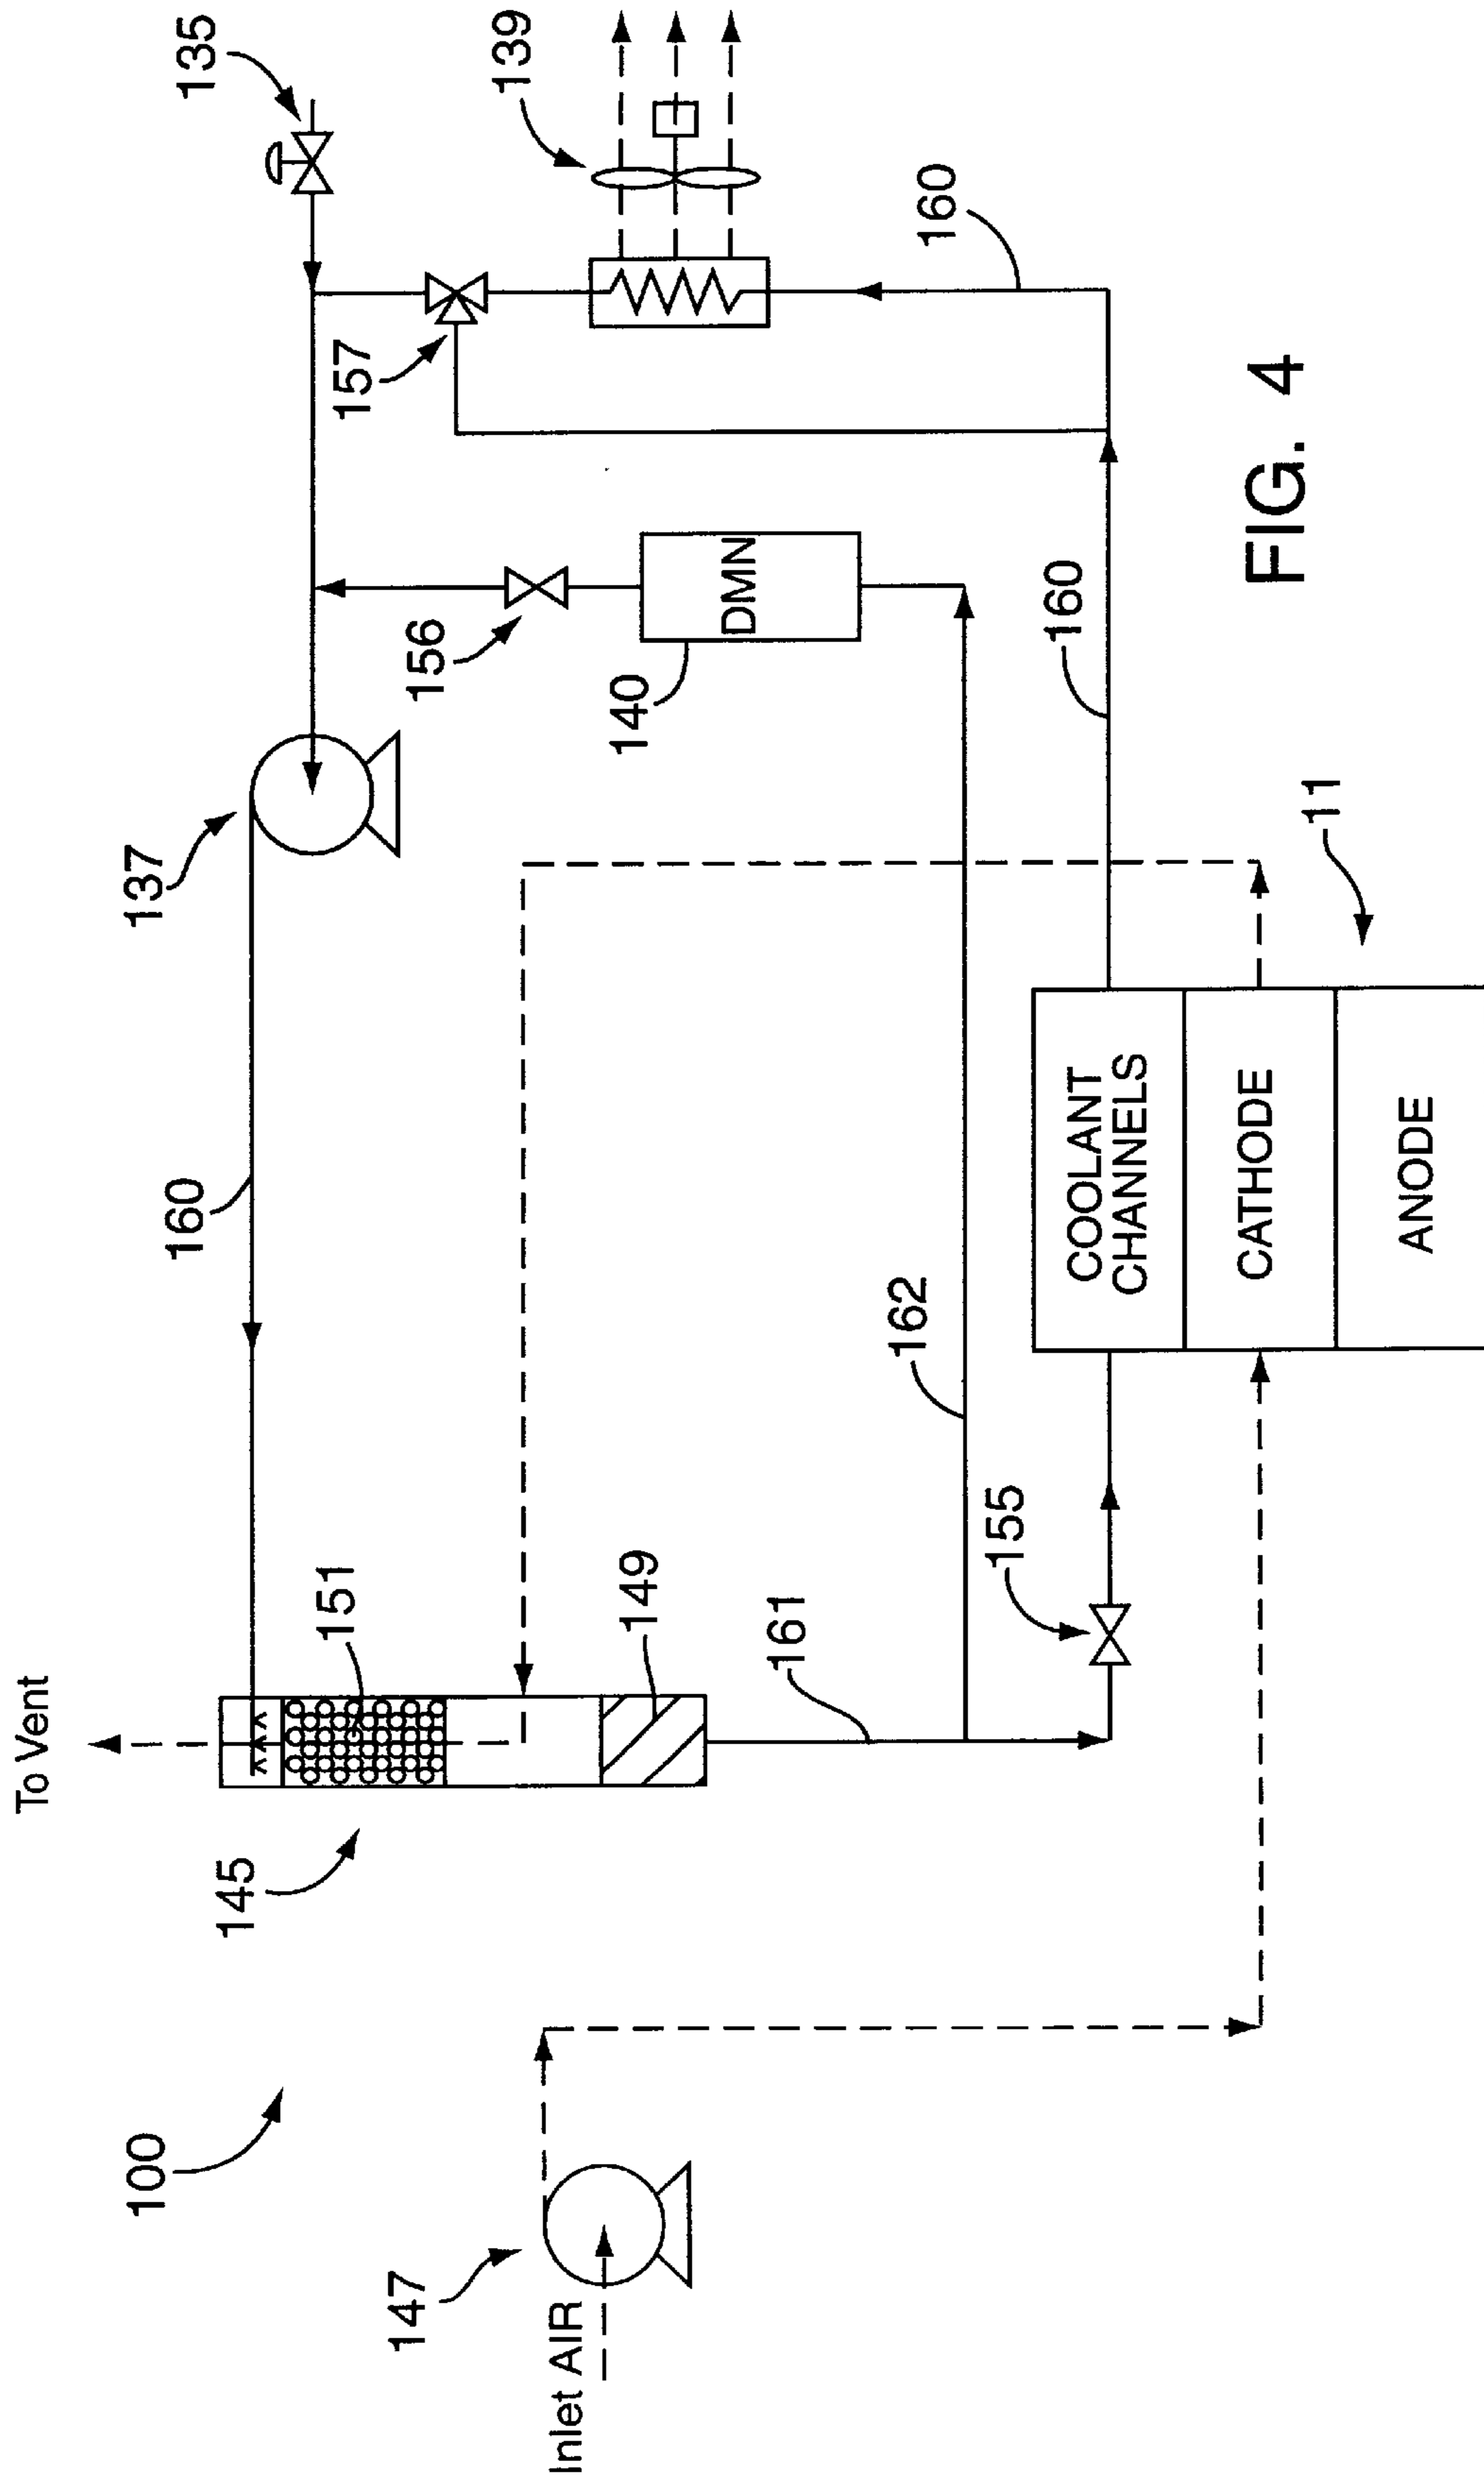 To Vent
100
145
151
160
137
135
147
Inlet AIR
149
161
155
162
156
157
139
140
DMN
160
160
COOLANT
CHANNELS
CATHODE
ANODE
11
FIG. 4